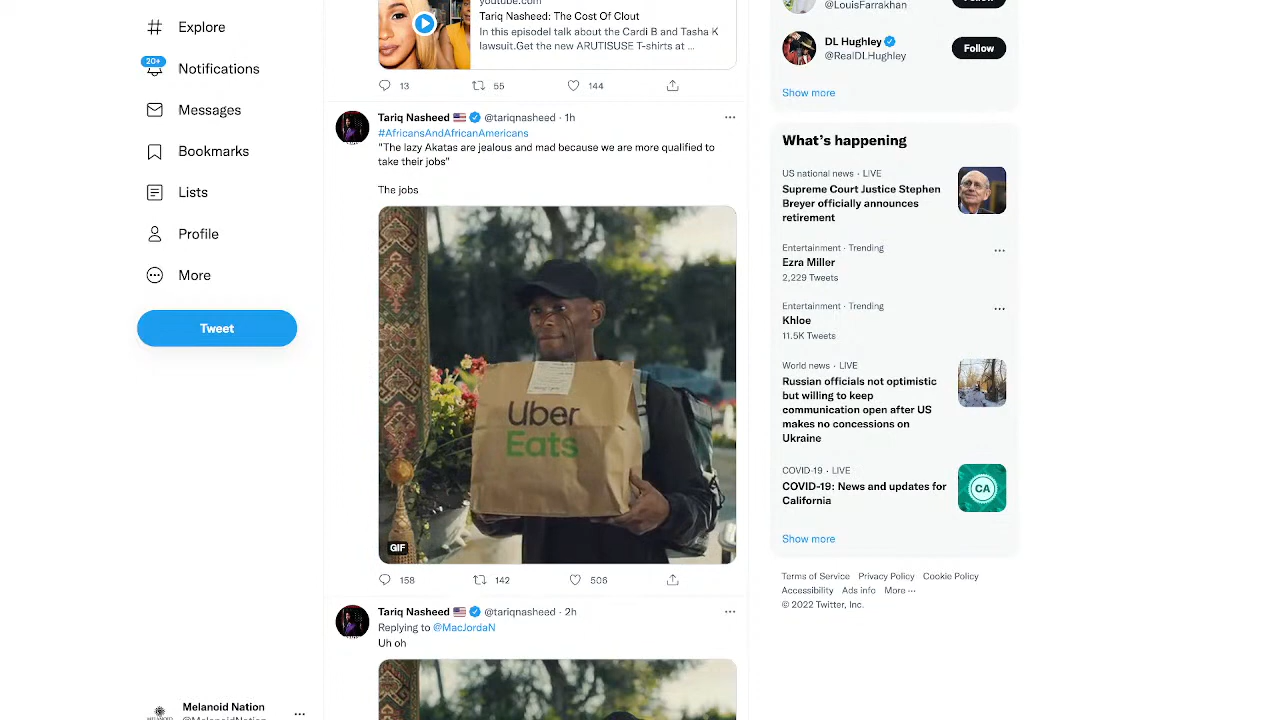 Explore
20+
Notifications
Messages
Bookmarks
Lists
Profile
More
Tweet
Melanoid Nation
youtube.com
Tariq Nasheed: The Cost Of Clout
In this episodeI talk about the Cardi B and Tasha K
lawsuit.Get the new ARUTISUSE T-shirts at ...
13 55 144
Tariq Nasheed @tariqnasheed · 1h
#AfricansAndAfricanAmericans
"The lazy Akatas are jealous and mad because we are more qualified to
take their jobs"
The jobs
Uber
Eats
GIF
158 142 506
Tariq Nasheed @tariqnasheed · 2h
Replying to @MacJordaN
Uh oh
@LouisFarrakhan
DL Hughley
@RealDLHughley
Follow
Show more
What's happening
US national news · LIVE
Supreme Court Justice Stephen
Breyer officially announces
retirement
Entertainment · Trending
Ezra Miller
2,229 Tweets
Entertainment · Trending
Khloe
11.5K Tweets
World news · LIVE
Russian officials not optimistic
but willing to keep
communication open after US
makes no concessions on
Ukraine
COVID-19 · LIVE
COVID-19: News and updates for
California
CA
Show more
Terms of Service Privacy Policy Cookie Policy
Accessibility Ads info More ···
© 2022 Twitter, Inc.